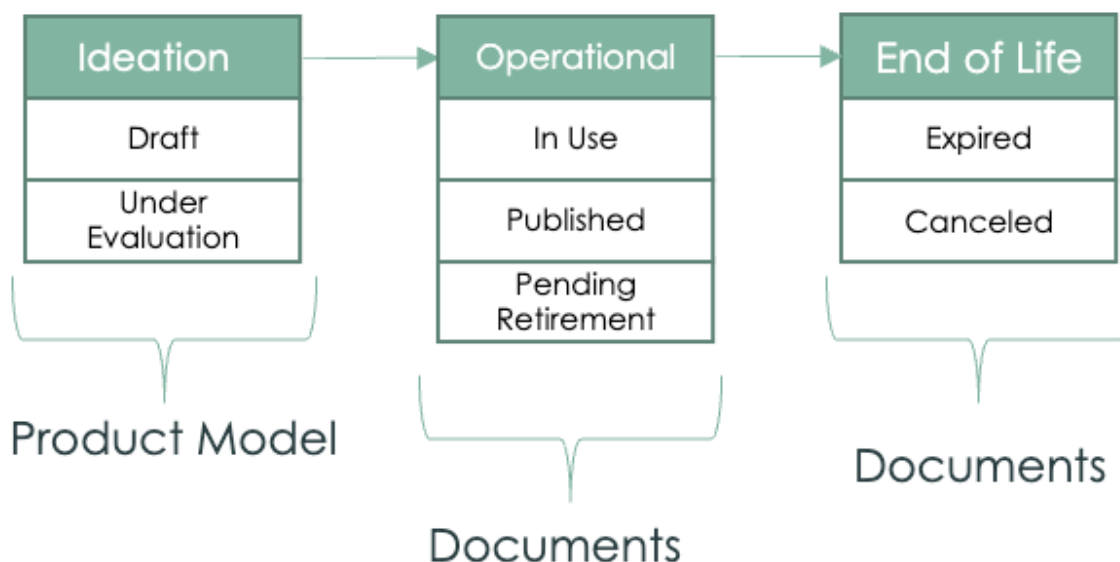 Ideation
Draft
Under
Evaluation
Product Model
Operational
In Use
Published
Pending
Retirement
Documents
End of Life
Expired
Canceled
Documents